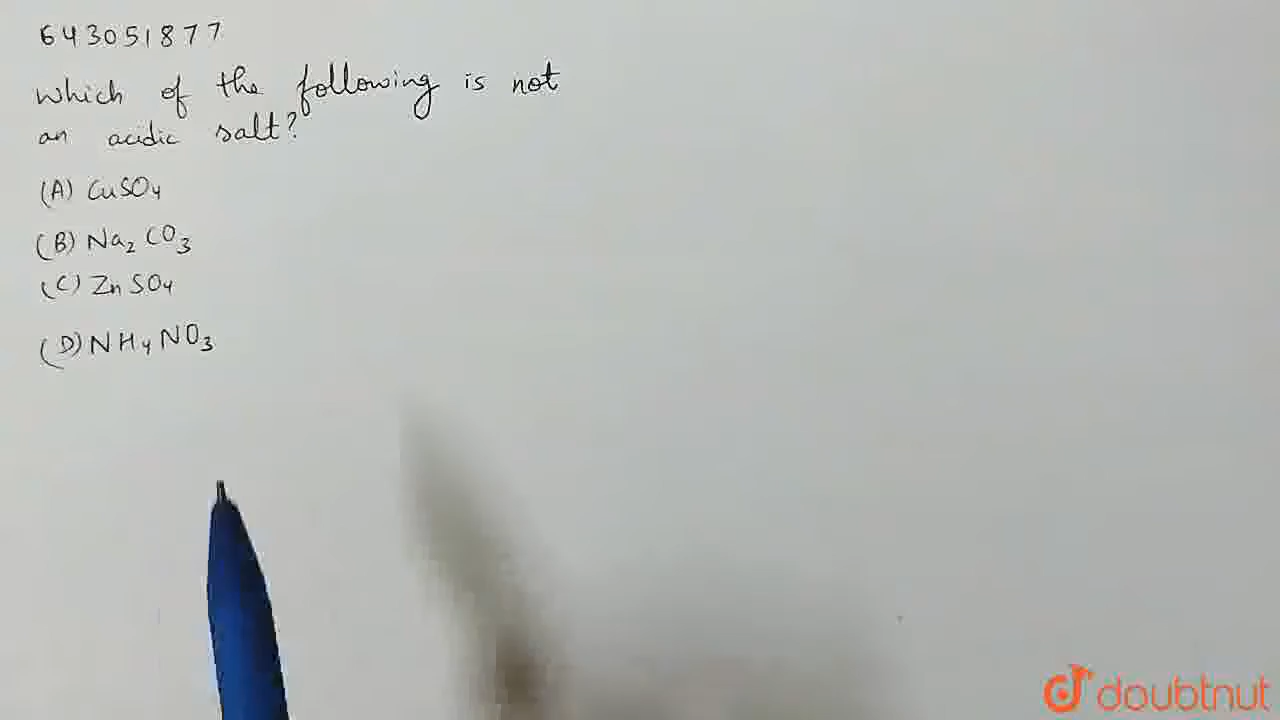 643051877
Which of the following is not
an acidic salt?
(A) CuSO4
(B) Na2CO3
(C) ZnSO4
(D) NH4NO3
doubtnut